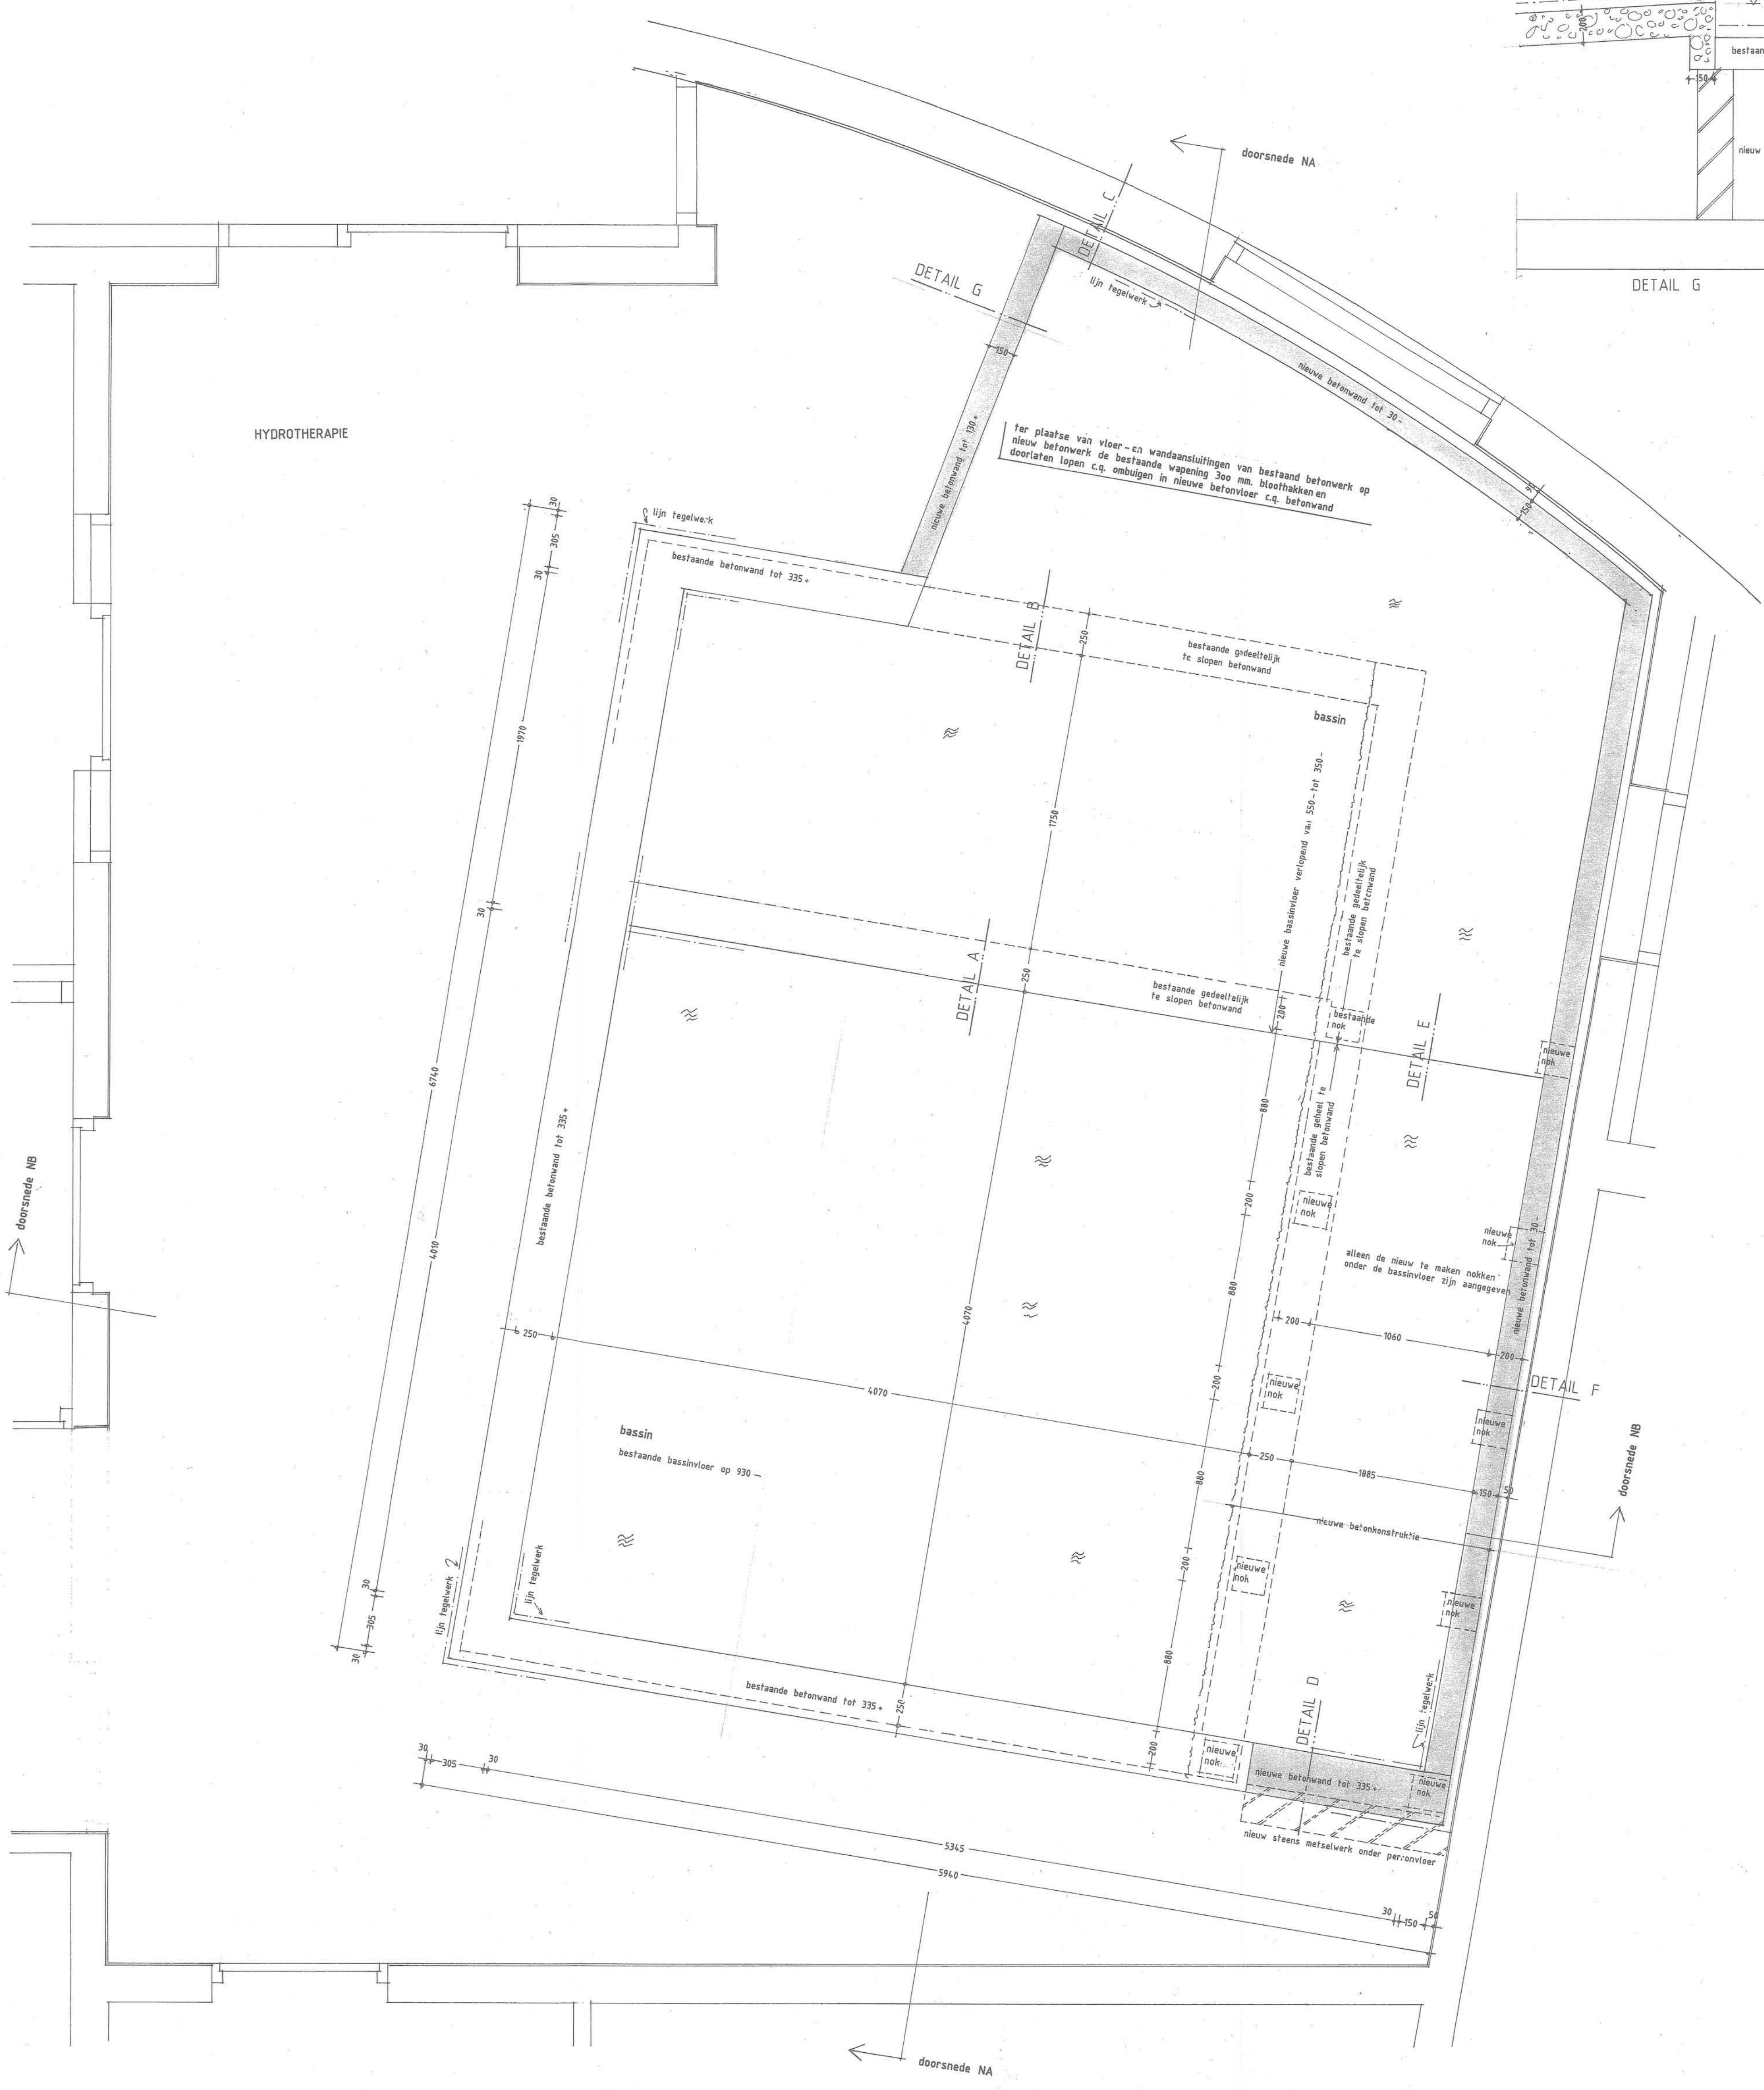 200
bestaan
150
nieuw
DETAIL G
doorsnede NA
DETAIL C
DETAIL G
lijn tegelwerk
150
nieuwe betonwand tot 30-
HYDROTHERAPIE
nieuwe betonwand tot 130+
ter plaatse van vloer-en wandaansluitingen van bestaand betonwerk op
nieuw betonwerk de bestaande wapening 300 mm. bloothakken en
doorlaten lopen c.q. ombuigen in nieuwe betonvloer c.q. betonwand
90
150
30
305
30
lijn tegelwerk
bestaande betonwand tot 335+
DETAIL B
250
bestaande gedeeltelijk
te slopen betonwand
bassin
1970
1750
nieuwe bassinvloer verlopend van 550-tot 350-
bestaande gedeeltelijk
te slopen betonwand
30
DETAIL A
250
bestaande gedeeltelijk
te slopen betonwand
200
bestaande
nok
DETAIL E
nieuwe
nok
6740
880
bestaande geheel te
slopen betonwand
bestaande betonwand tot 335+
doorsnede NB
4010
200
nieuwe
nok
nieuwe
nok
nieuwe betonwand tot 30-
alleen de nieuw te maken nokken
onder de bassinvloer zijn aangegeven
880
4070
250
200
1060
200
4070
200
nieuwe
nok
DETAIL F
nieuwe
nok
bassin
bestaande bassinvloer op 930-
250
1085
150
50
doorsnede NB
880
nieuwe betonkonstruktie
200
nieuwe
nok
nieuwe
nok
30
305
30
lijn tegelwerk
lijn tegelwerk
880
bestaande betonwand tot 335+
250
DETAIL D
lijn tegelwerk
200
nieuwe
nok
nieuwe betonwand tot 335+
nieuwe
nok
nieuw steens metselwerk onder perronvloer
30
305
30
5345
5940
30
150
50
doorsnede NA